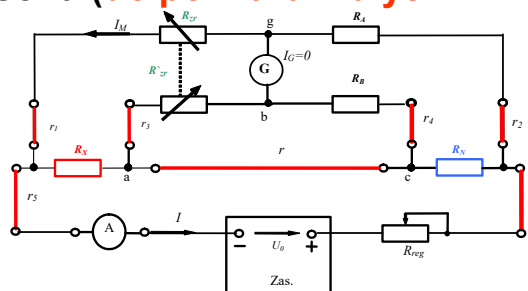 g
I_M R_zr R_A
I_G=0
R`_zr G R_B
b
r_1 r_3 r_4 r_2
R_X r R_N
a c
r_5
I
A U_0
− +
R_reg
Zas.